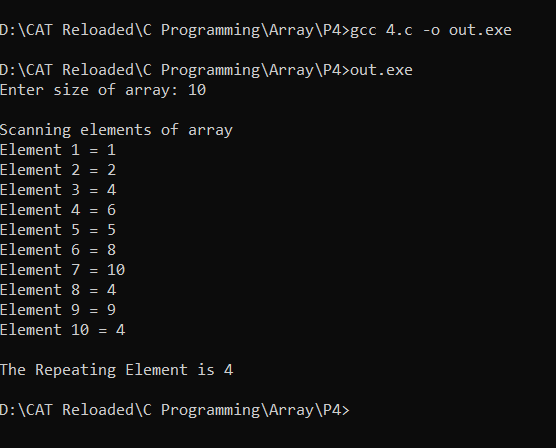 D:\CAT Reloaded\C Programming\Array\P4>gcc 4.c -o out.exe
D:\CAT Reloaded\C Programming\Array\P4>out.exe
Enter size of array: 10
Scanning elements of array
Element 1 = 1
Element 2 = 2
Element 3 = 4
Element 4 = 6
Element 5 = 5
Element 6 = 8
Element 7 = 10
Element 8 = 4
Element 9 = 9
Element 10 = 4
The Repeating Element is 4
D:\CAT Reloaded\C Programming\Array\P4>